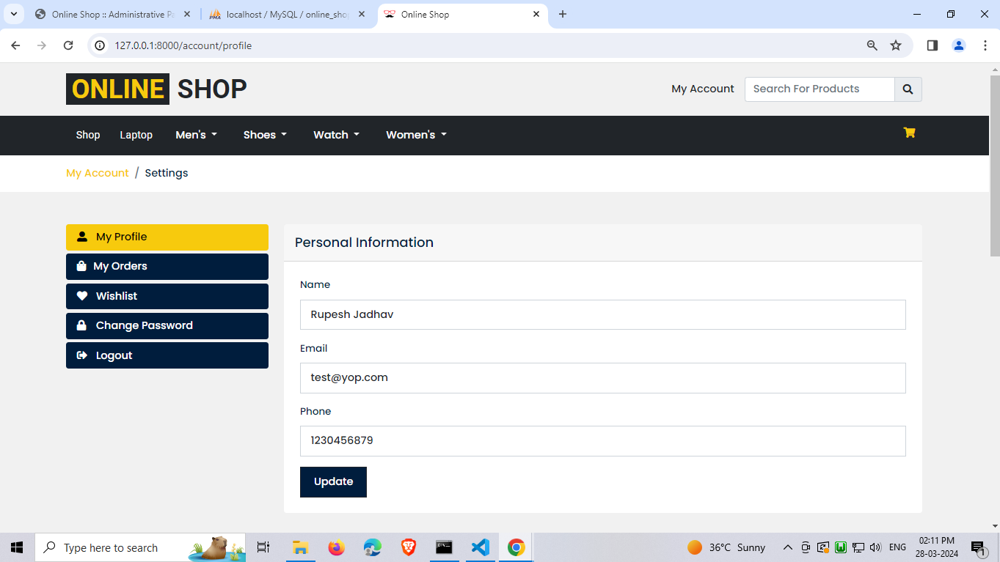 Online Shop :: Administrative Pa
localhost / MySQL / online_shop
Online Shop
127.0.0.1:8000/account/profile
ONLINE SHOP
My Account
Search For Products
Shop
Laptop
Men's
Shoes
Watch
Women's
My Account / Settings
My Profile
My Orders
Wishlist
Change Password
Logout
Personal Information
Name
Rupesh Jadhav
Email
test@yop.com
Phone
1230456879
Update
Type here to search
36°C Sunny
ENG
02:11 PM
28-03-2024
1